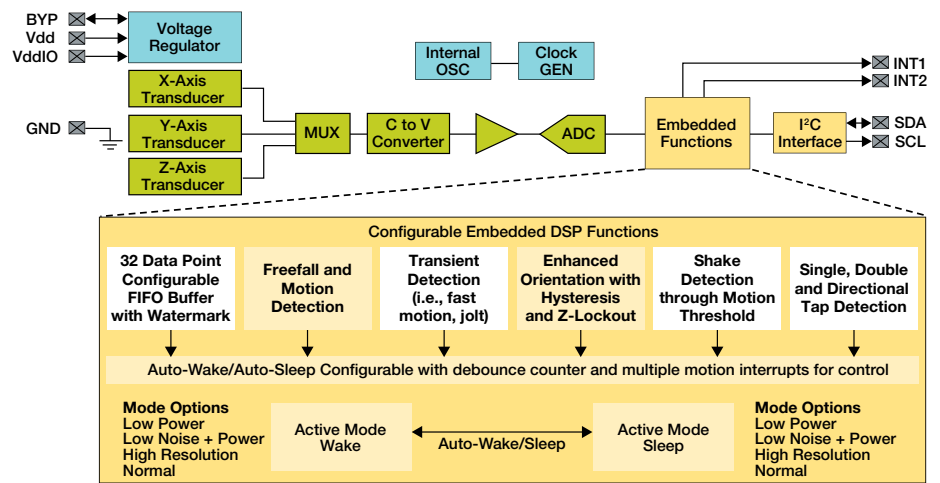 BYP
Vdd
VddIO
Voltage
Regulator
Internal
OSC
Clock
GEN
INT1
INT2
X-Axis
Transducer
GND
Y-Axis
Transducer
Z-Axis
Transducer
MUX
C to V
Converter
ADC
Embedded
Functions
I²C
Interface
SDA
SCL
Configurable Embedded DSP Functions
32 Data Point
Configurable
FIFO Buffer
with Watermark
Freefall and
Motion
Detection
Transient
Detection
(i.e., fast
motion, jolt)
Enhanced
Orientation with
Hysteresis
and Z-Lockout
Shake
Detection
through Motion
Threshold
Single, Double
and Directional
Tap Detection
Auto-Wake/Auto-Sleep Configurable with debounce counter and multiple motion interrupts for control
Mode Options
Low Power
Low Noise + Power
High Resolution
Normal
Active Mode
Wake
Auto-Wake/Sleep
Active Mode
Sleep
Mode Options
Low Power
Low Noise + Power
High Resolution
Normal